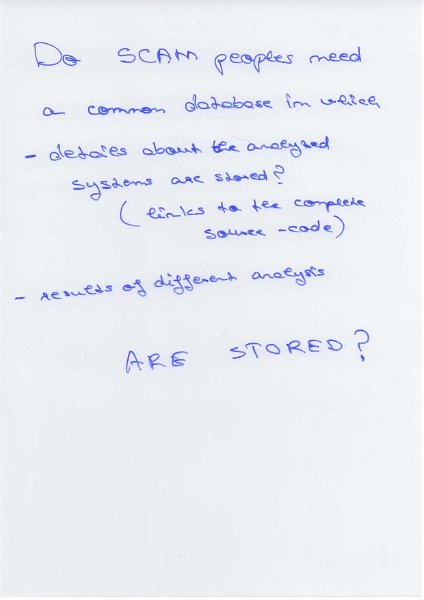 Do SCAM peoples need
a common database in which
- detaies about the analyzed
systems are stored?
(links to the complete
source-code)
- results of different analysis
ARE STORED?